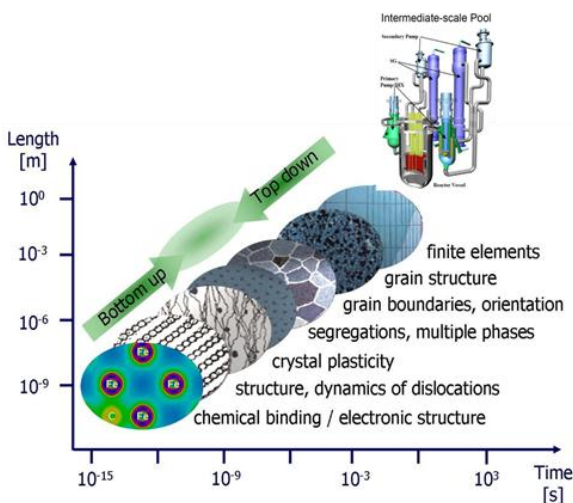 Intermediate-scale Pool
Secondary Pump
SG
Primary
Pump/IHX
Reactor Vessel
Length
[m]
10⁰
10⁻³
10⁻⁶
10⁻⁹
Top down
Bottom up
finite elements
grain structure
grain boundaries, orientation
segregations, multiple phases
crystal plasticity
structure, dynamics of dislocations
chemical binding / electronic structure
Fe
Fe
Fe
C
Fe
10⁻¹⁵
10⁻⁹
10⁻³
10³
Time
[s]